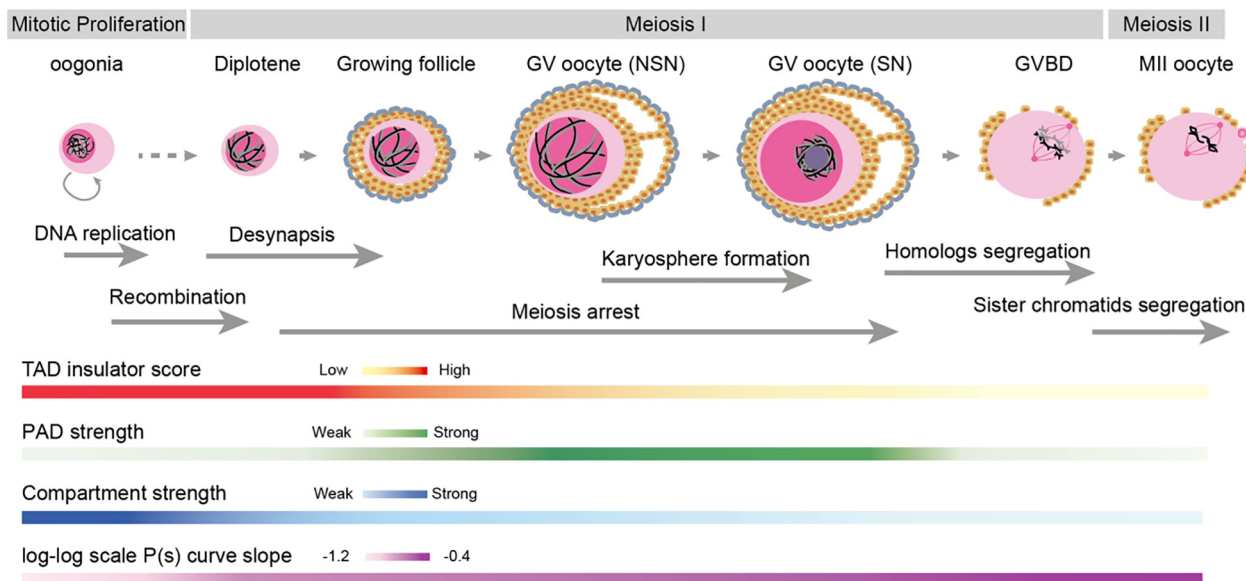 Mitotic Proliferation
Meiosis I
Meiosis II
oogonia
Diplotene
Growing follicle
GV oocyte (NSN)
GV oocyte (SN)
GVBD
MII oocyte
DNA replication
Desynapsis
Karyosphere formation
Homologs segregation
Recombination
Meiosis arrest
Sister chromatids segregation
TAD insulator score
Low
High
PAD strength
Weak
Strong
Compartment strength
Weak
Strong
log-log scale P(s) curve slope
-1.2
-0.4